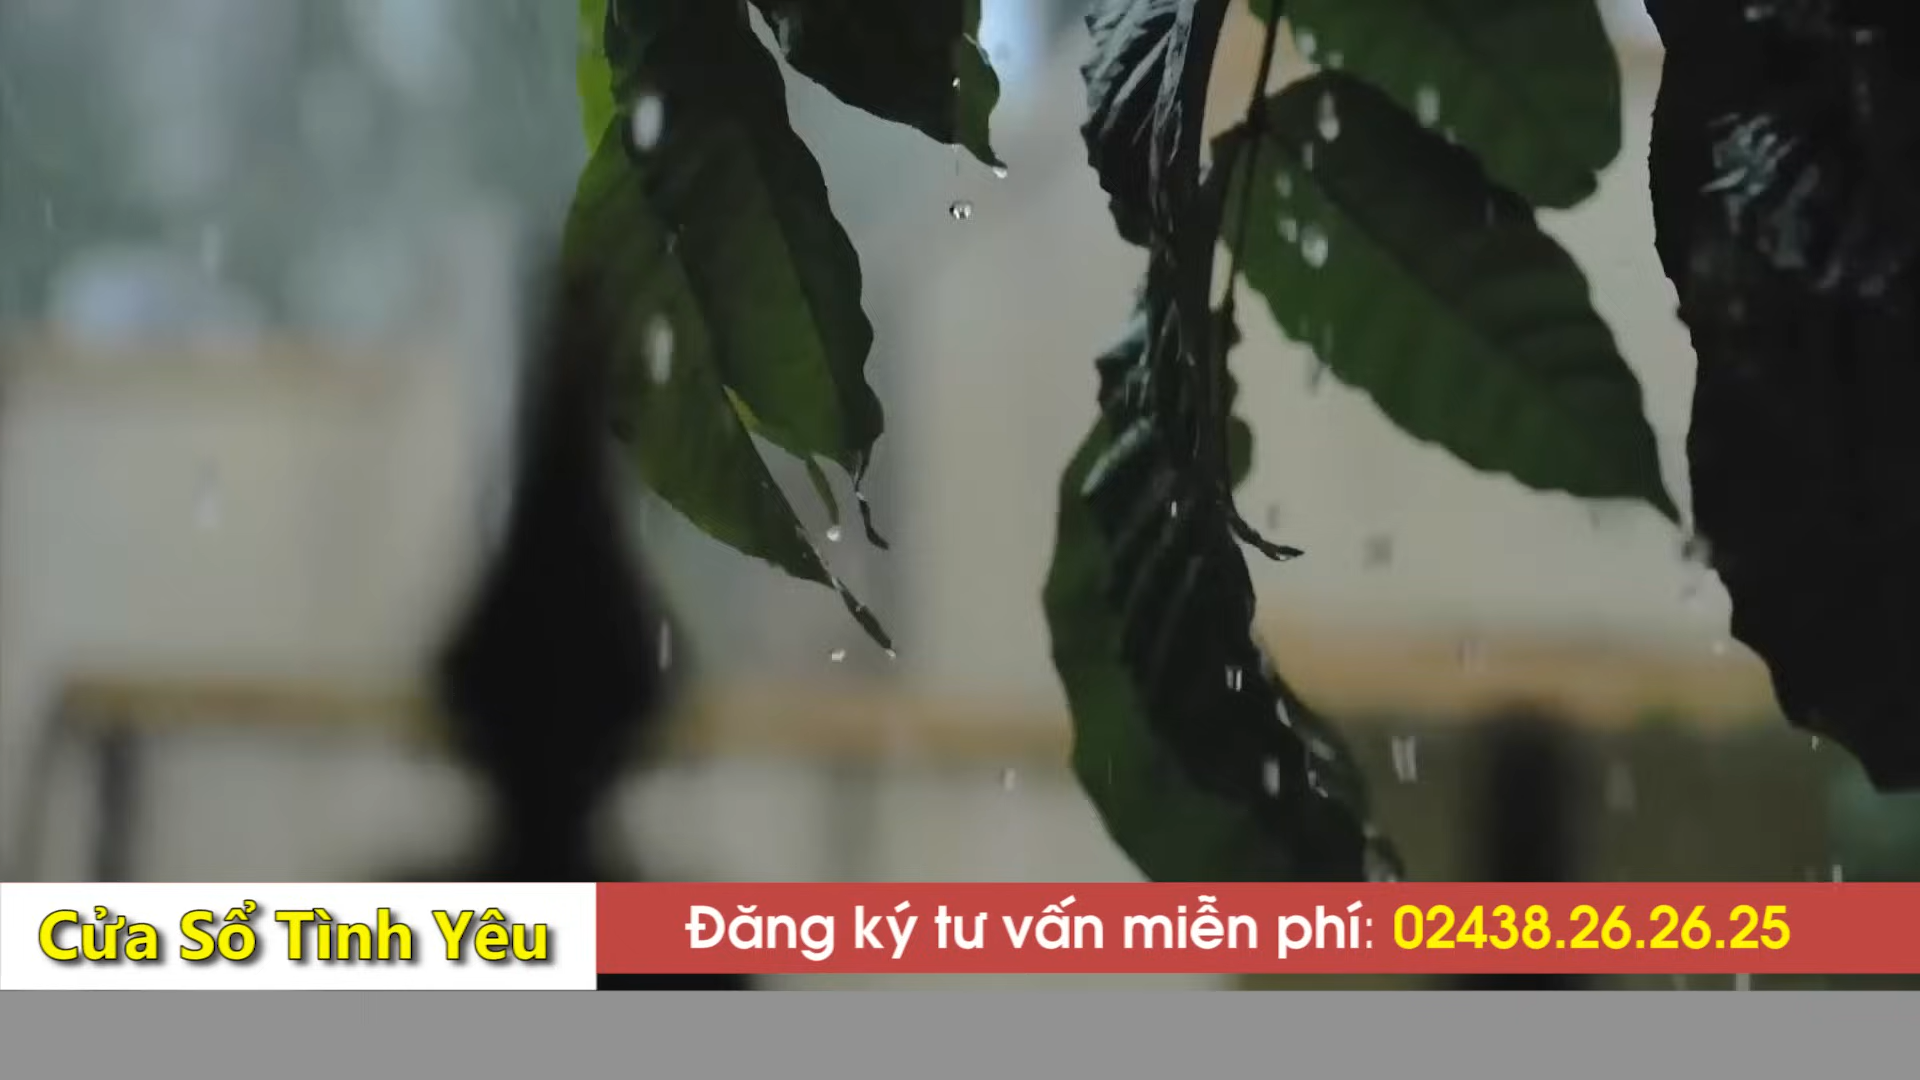 Cửa Sổ Tình Yêu
Đăng ký tư vấn miễn phí: 02438.26.26.25